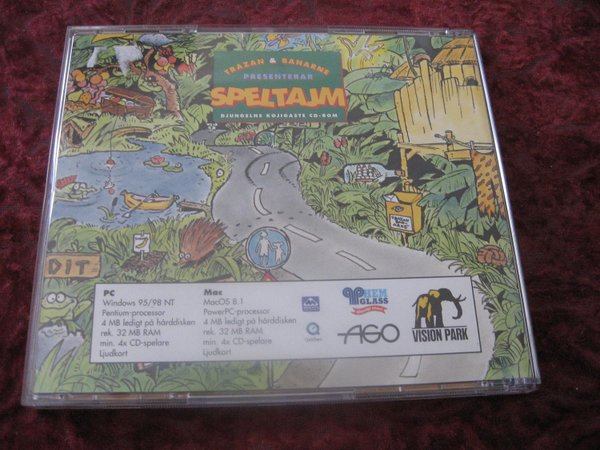 TRAZAN & BANARNE
PRESENTERAR
SPELTAJM
DJUNGELNS KOJIGASTE CD-ROM
DIT
PC
Windows 95/98 NT
Pentium-processor
4 MB ledigt på hårddisken
rek. 32 MB RAM
min. 4x CD-spelare
Ljudkort
Mac
MacOS 8.1
PowerPC-processor
4 MB ledigt på hårddisken
rek. 32 MB RAM
min. 4x CD-spelare
Ljudkort
HEM
GLASS
AGO
VISION PARK